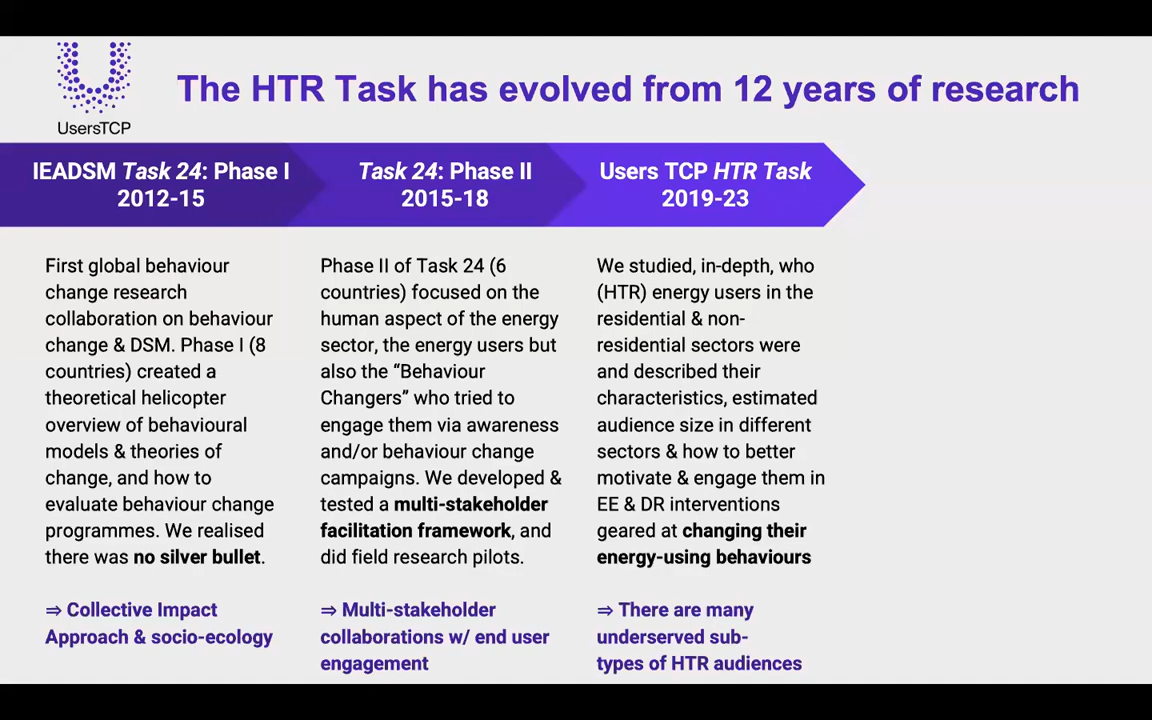 UsersTCP
The HTR Task has evolved from 12 years of research
IEADSM Task 24: Phase I
2012-15
Task 24: Phase II
2015-18
Users TCP HTR Task
2019-23
First global behaviour
change research
collaboration on behaviour
change & DSM. Phase I (8
countries) created a
theoretical helicopter
overview of behavioural
models & theories of
change, and how to
evaluate behaviour change
programmes. We realised
there was no silver bullet.
⇒ Collective Impact
Approach & socio-ecology
Phase II of Task 24 (6
countries) focused on the
human aspect of the energy
sector, the energy users but
also the “Behaviour
Changers” who tried to
engage them via awareness
and/or behaviour change
campaigns. We developed &
tested a multi-stakeholder
facilitation framework, and
did field research pilots.
⇒ Multi-stakeholder
collaborations w/ end user
engagement
We studied, in-depth, who
(HTR) energy users in the
residential & non-
residential sectors were
and described their
characteristics, estimated
audience size in different
sectors & how to better
motivate & engage them in
EE & DR interventions
geared at changing their
energy-using behaviours
⇒ There are many
underserved sub-
types of HTR audiences